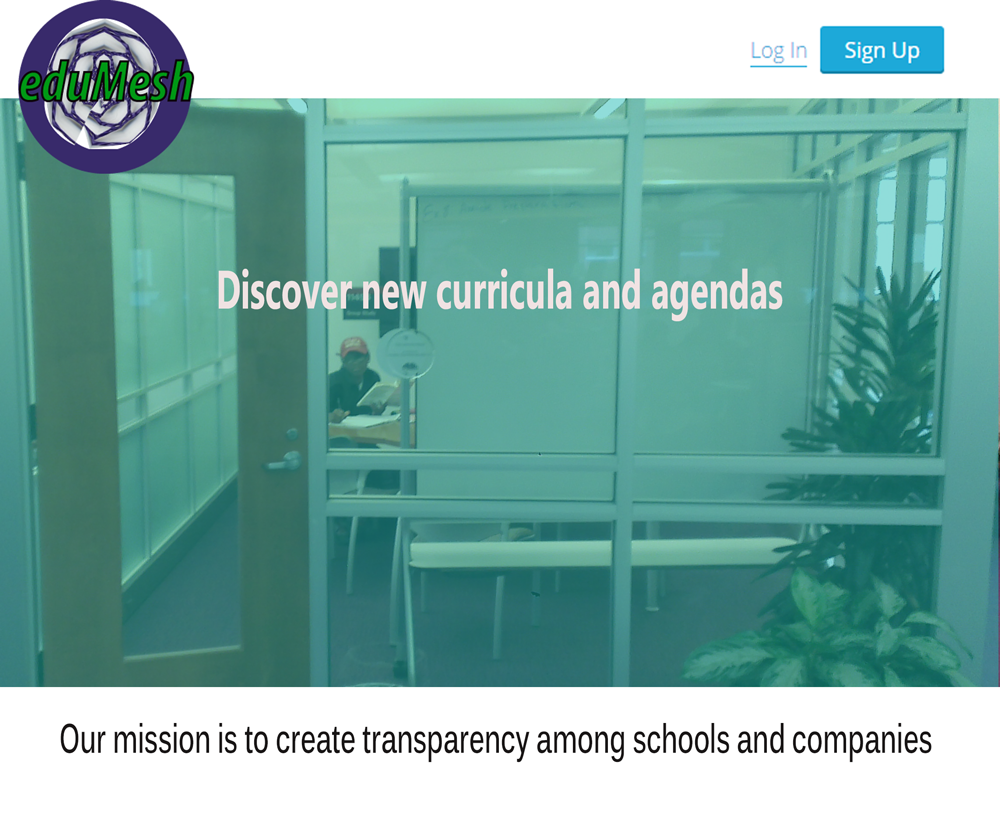 eduMesh
Log In
Sign Up
Discover new curricula and agendas
Our mission is to create transparency among schools and companies